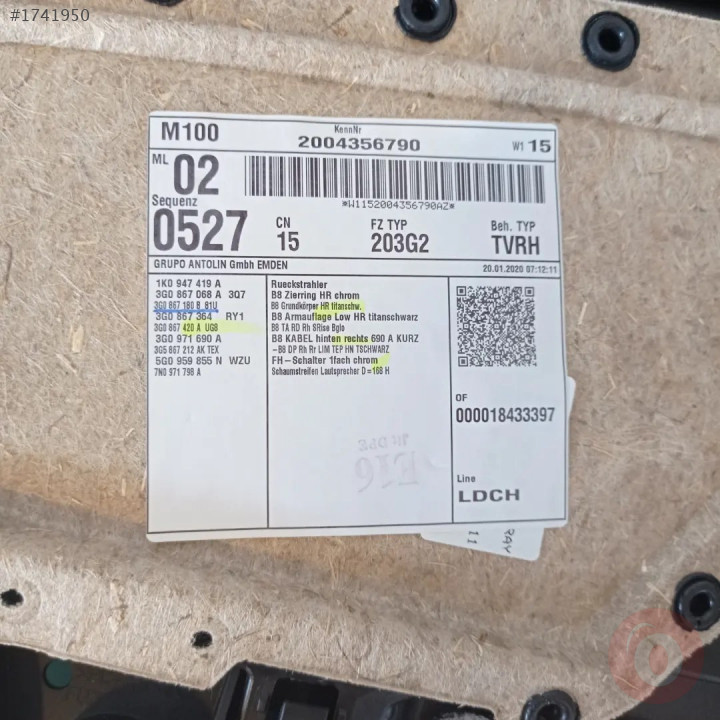 #1741950
M100
KennNr
2004356790
W1 15
ML
02
*W1152004356790AZ*
Sequenz
0527
CN
15
FZ TYP
203G2
Beh. TYP
TVRH
GRUPO ANTOLIN Gmbh EMDEN
20.01.2020 07:12:11
1K0 947 419 A Rueckstrahler
3G0 867 068 A 3Q7 B8 Zierring HR chrom
3G0 867 180 B 81U B8 Grundkörper HR titanschw.
3G0 867 364 RY1 B8 Armauflage Low HR titanschwarz
3G0 867 420 A UG8 B8 TA RD Rh SRise Bglo
3G0 971 690 A B8 KABEL hinten rechts 690 A KURZ
3G5 867 212 AK TEX -B8 DP Rh Rr LIM TEP HN TSCHWARZ
5G0 959 855 N WZU FH-Schalter 1fach chrom
7N0 971 798 A Schaumstreifen Lautsprecher D=168 H
OF
000018433397
Line
LDCH
E16
RAY
11